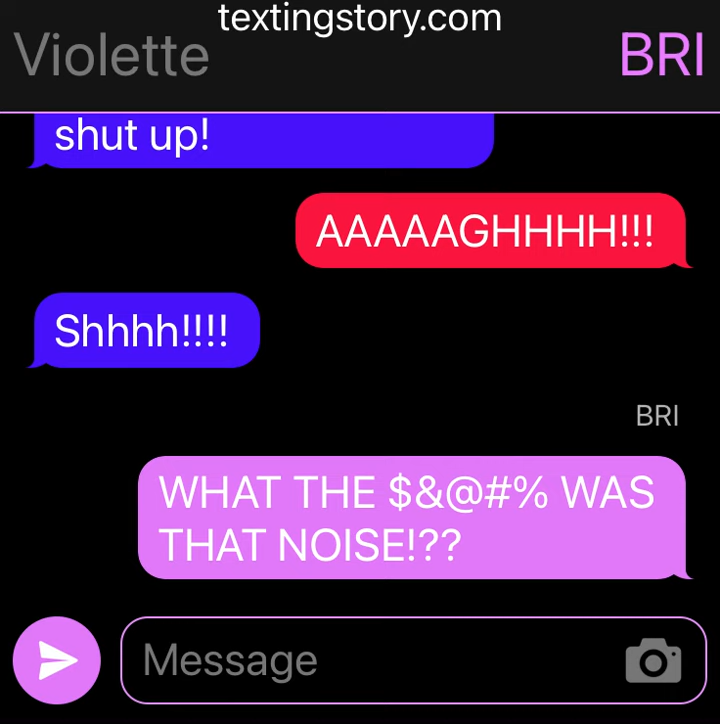 textingstory.com
Violette
BRI
shut up!
AAAAAGHHHH!!!
Shhhh!!!!
BRI
WHAT THE $&@#% WAS
THAT NOISE!??
Message